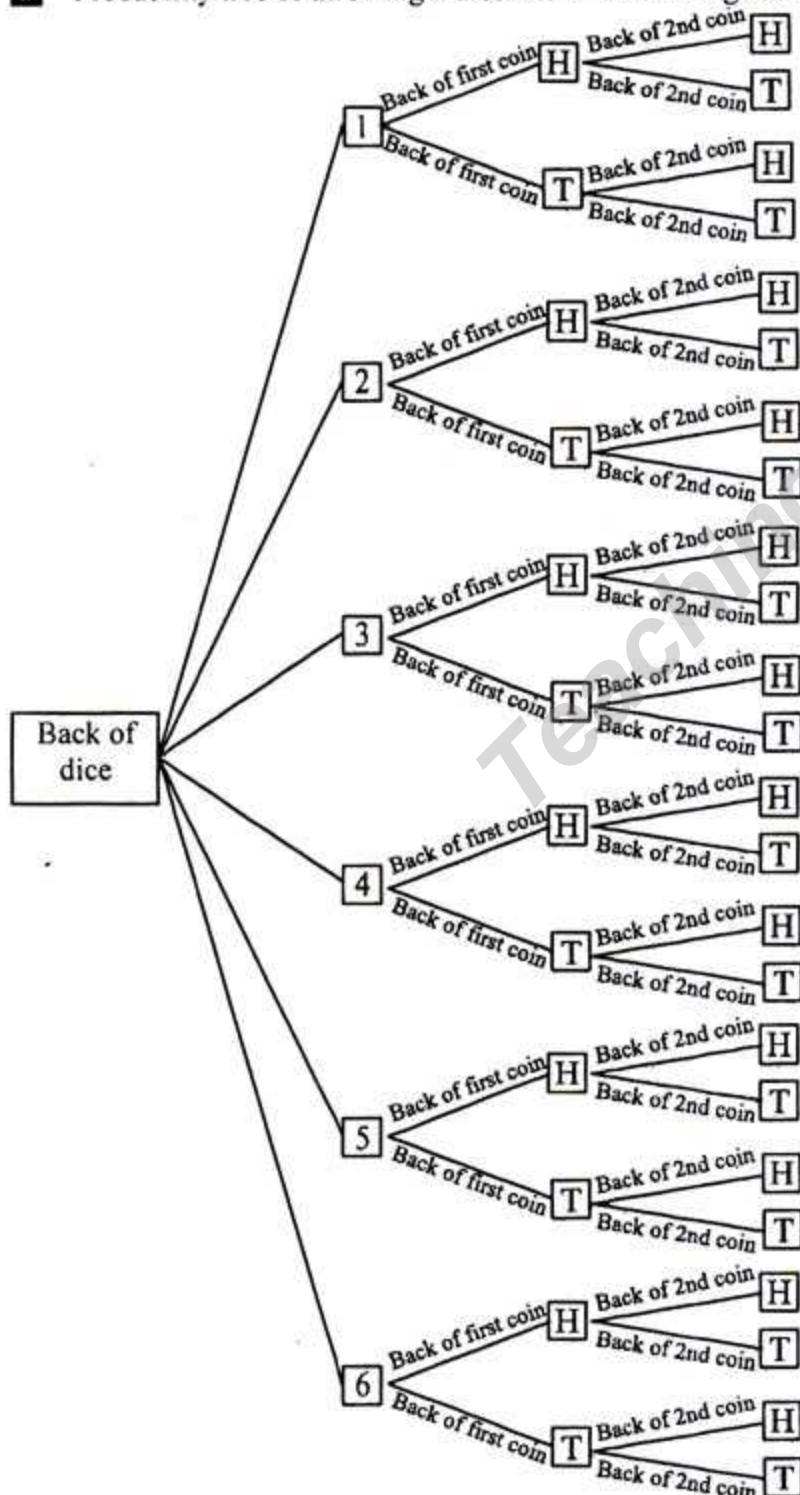 Back of first coin H Back of 2nd coin H
Back of 2nd coin T
1
Back of first coin T Back of 2nd coin H
Back of 2nd coin T
Back of first coin H Back of 2nd coin H
Back of 2nd coin T
2
Back of first coin T Back of 2nd coin H
Back of 2nd coin T
Back of first coin H Back of 2nd coin H
Back of 2nd coin T
3
Back of first coin T Back of 2nd coin H
Back of 2nd coin T
Back of
dice
Back of first coin H Back of 2nd coin H
Back of 2nd coin T
4
Back of first coin T Back of 2nd coin H
Back of 2nd coin T
Back of first coin H Back of 2nd coin H
Back of 2nd coin T
5
Back of first coin T Back of 2nd coin H
Back of 2nd coin T
Back of first coin H Back of 2nd coin H
Back of 2nd coin T
6
Back of first coin T Back of 2nd coin H
Back of 2nd coin T
Teaching